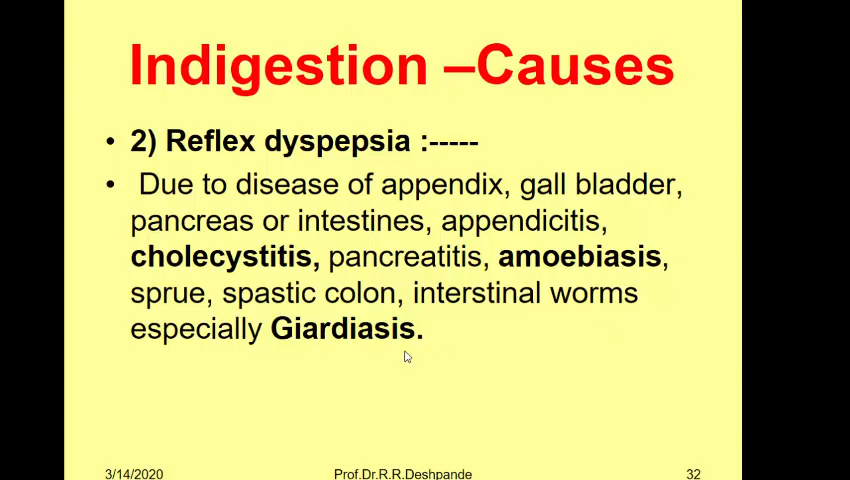 Indigestion –Causes
• 2) Reflex dyspepsia :-----
• Due to disease of appendix, gall bladder,
pancreas or intestines, appendicitis,
cholecystitis, pancreatitis, amoebiasis,
sprue, spastic colon, interstinal worms
especially Giardiasis.
3/14/2020 Prof.Dr.R.R.Deshpande 32